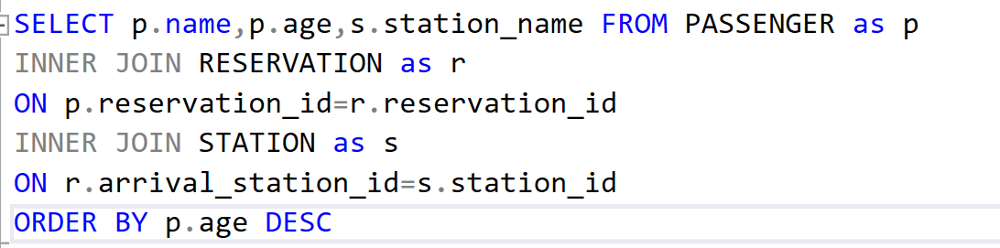 SELECT p.name,p.age,s.station_name FROM PASSENGER as p
INNER JOIN RESERVATION as r
ON p.reservation_id=r.reservation_id
INNER JOIN STATION as s
ON r.arrival_station_id=s.station_id
ORDER BY p.age DESC